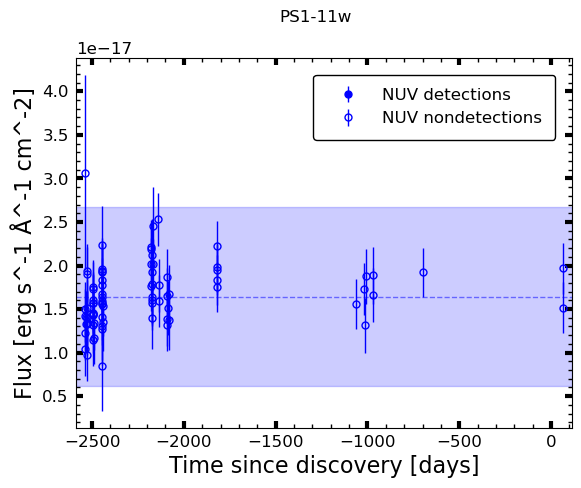 PS1-11w
1e−17
NUV detections
NUV nondetections
4.0
3.5
3.0
2.5
2.0
1.5
1.0
0.5
Flux [erg s^-1 Å^-1 cm^-2]
−2500 −2000 −1500 −1000 −500 0
Time since discovery [days]